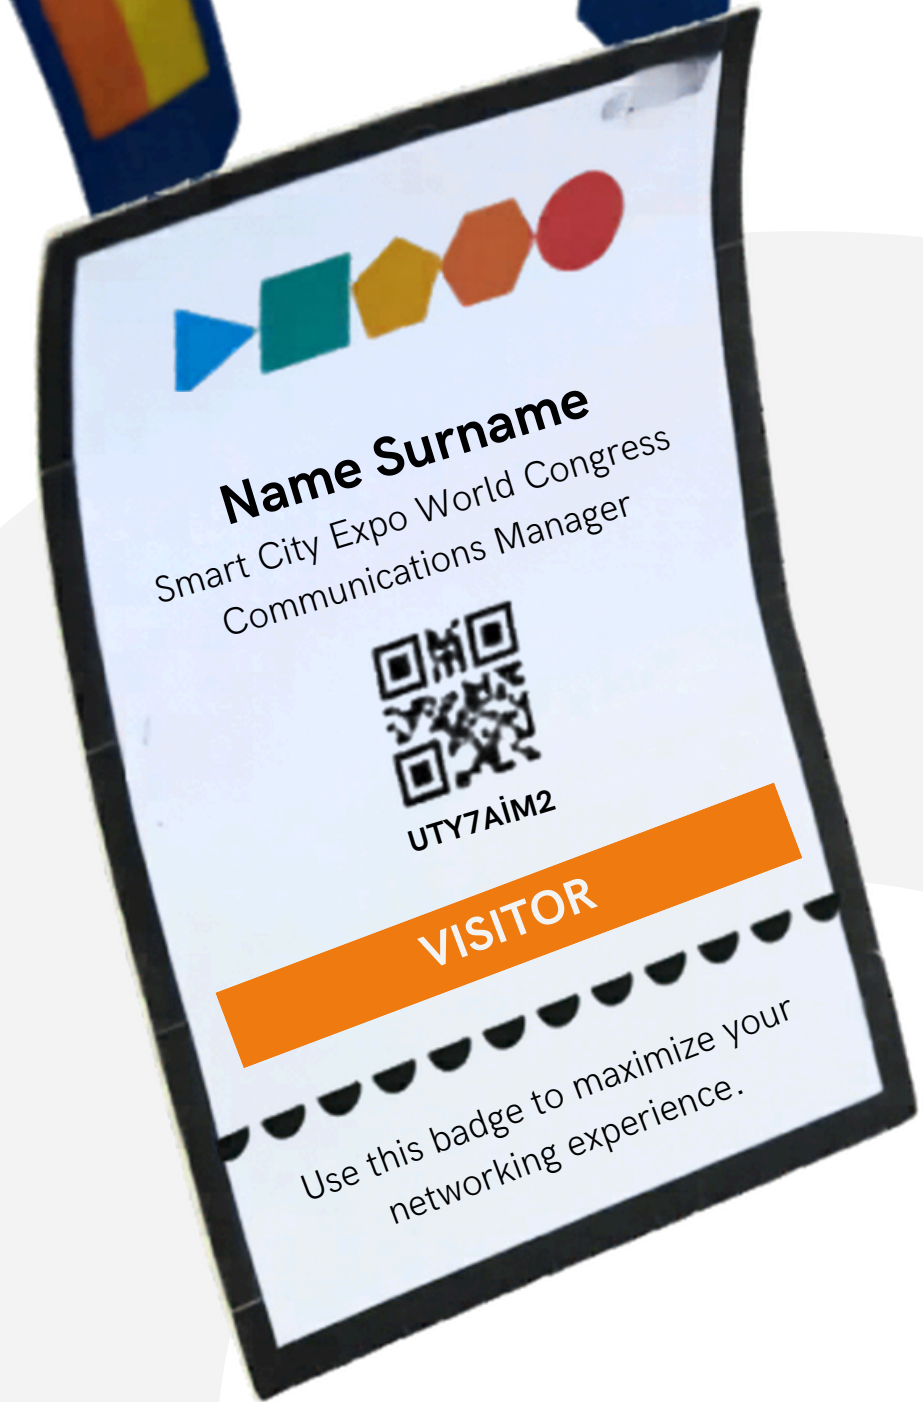 Name Surname
Smart City Expo World Congress
Communications Manager
UTY7AİM2
VISITOR
Use this badge to maximize your
networking experience.